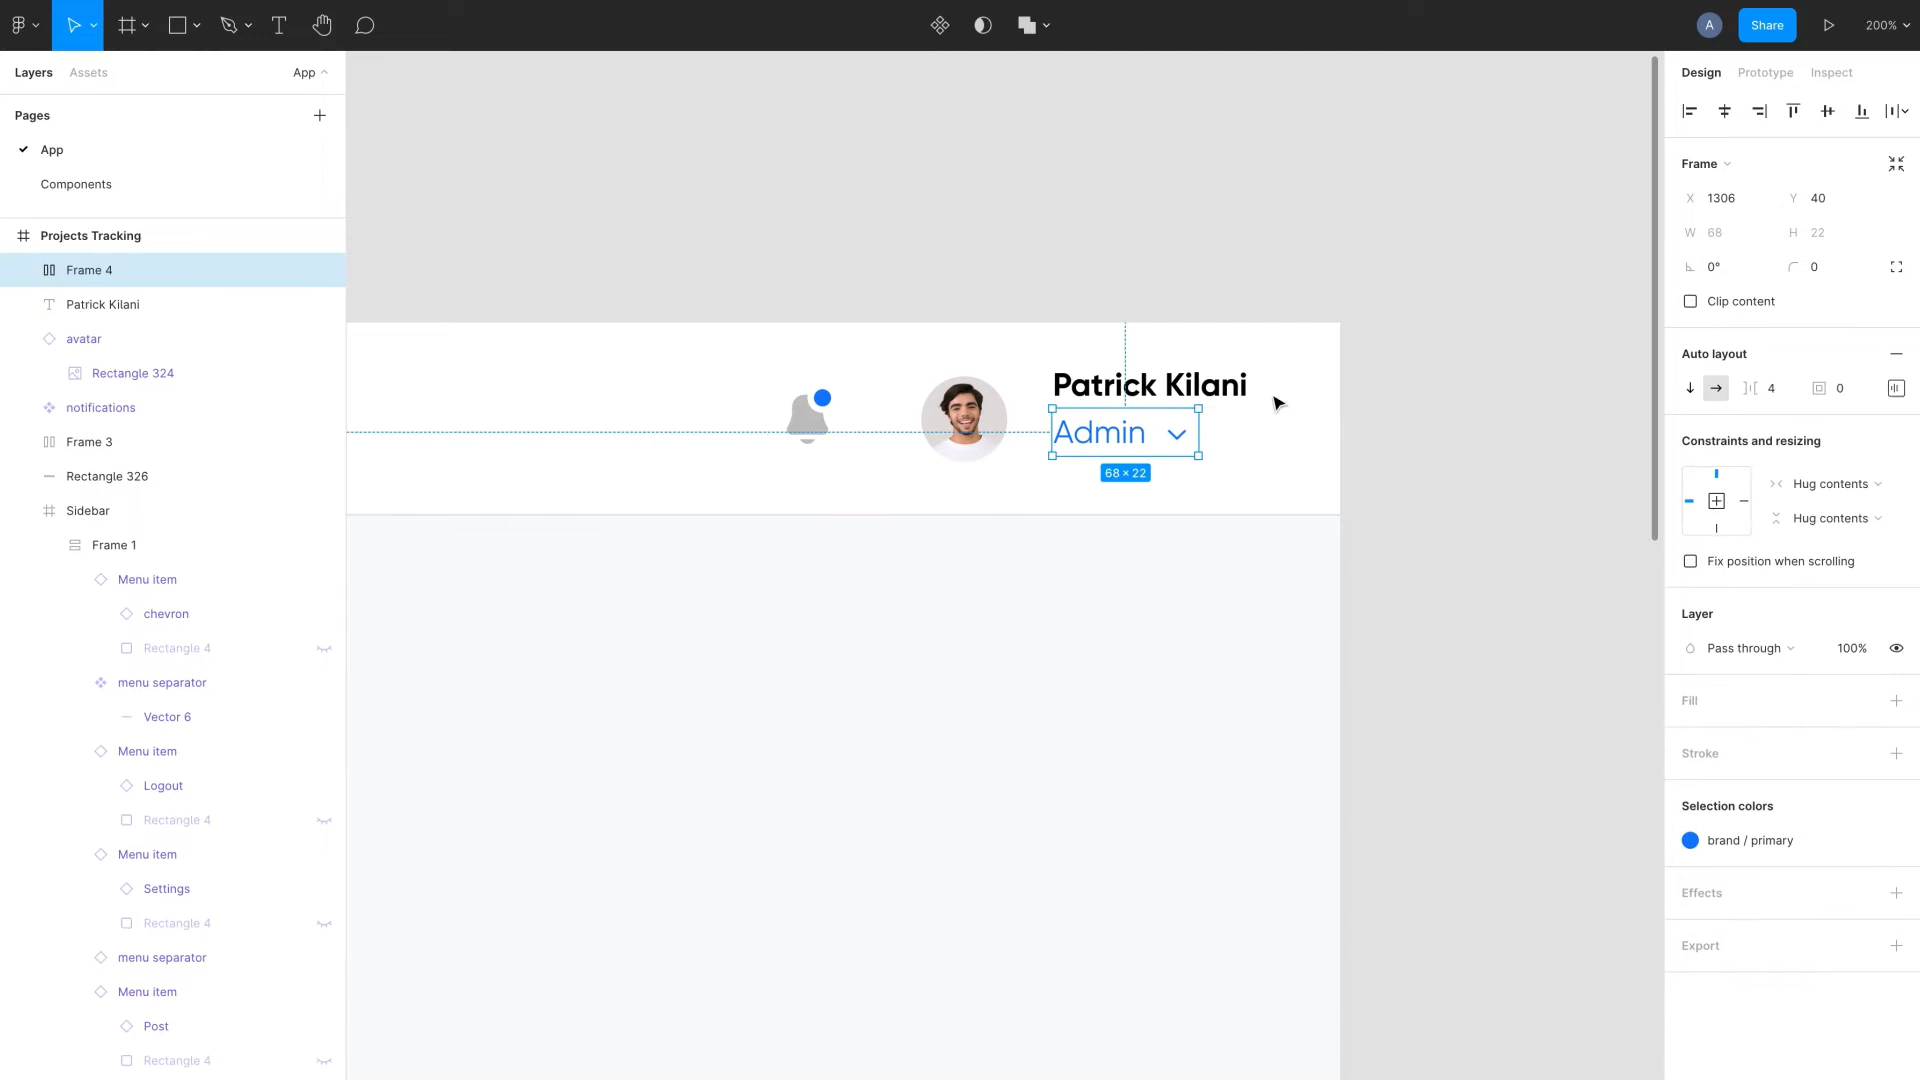 A
Share
200%
Layers
Assets
App
Pages
App
Components
Projects Tracking
Frame 4
Patrick Kilani
avatar
Rectangle 324
notifications
Frame 3
Rectangle 326
Sidebar
Frame 1
Menu item
chevron
Rectangle 4
menu separator
Vector 6
Menu item
Logout
Rectangle 4
Menu item
Settings
Rectangle 4
menu separator
Menu item
Post
Rectangle 4
Patrick Kilani
Admin
68 × 22
Design
Prototype
Inspect
Frame
X 1306 Y 40
W 68 H 22
0° 0
Clip content
Auto layout
4 0
Constraints and resizing
Hug contents
Hug contents
Fix position when scrolling
Layer
Pass through 100%
Fill
Stroke
Selection colors
brand / primary
Effects
Export